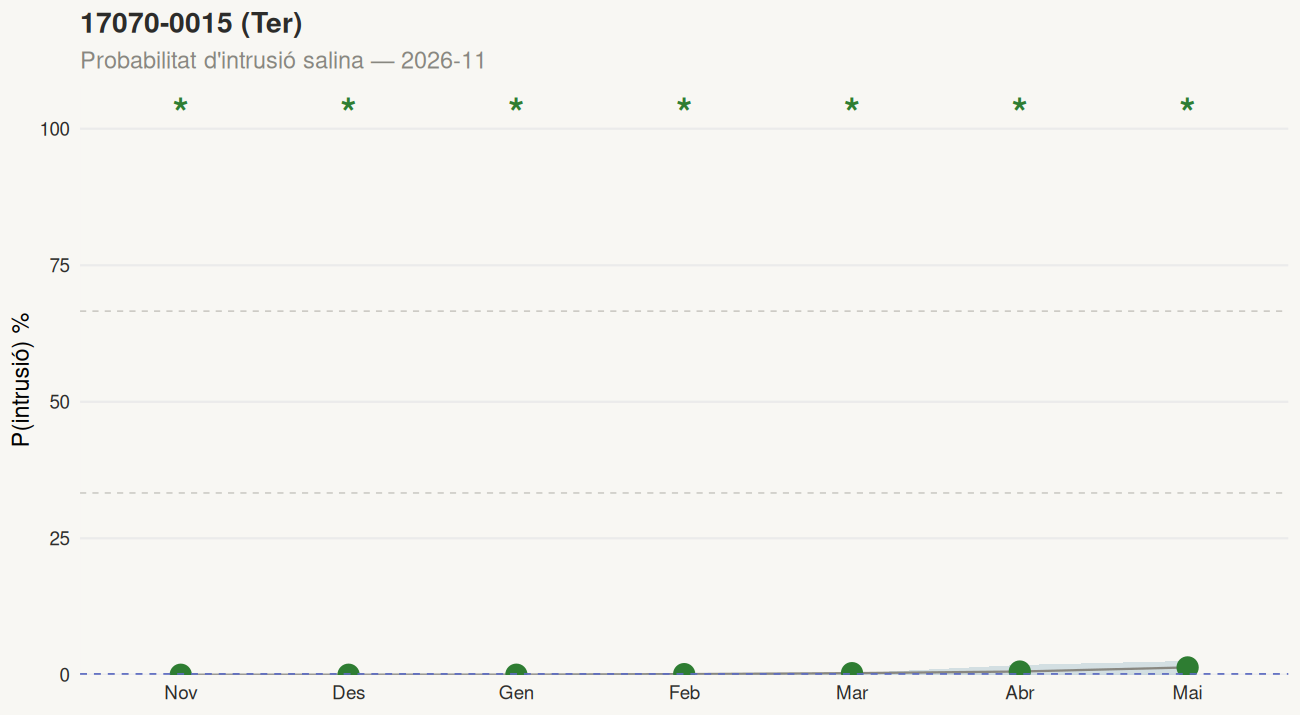 17070-0015 (Ter)
Probabilitat d'intrusió salina — 2026-11
* * * * * * *
100
75
50
25
0
P(intrusió) %
Nov Des Gen Feb Mar Abr Mai